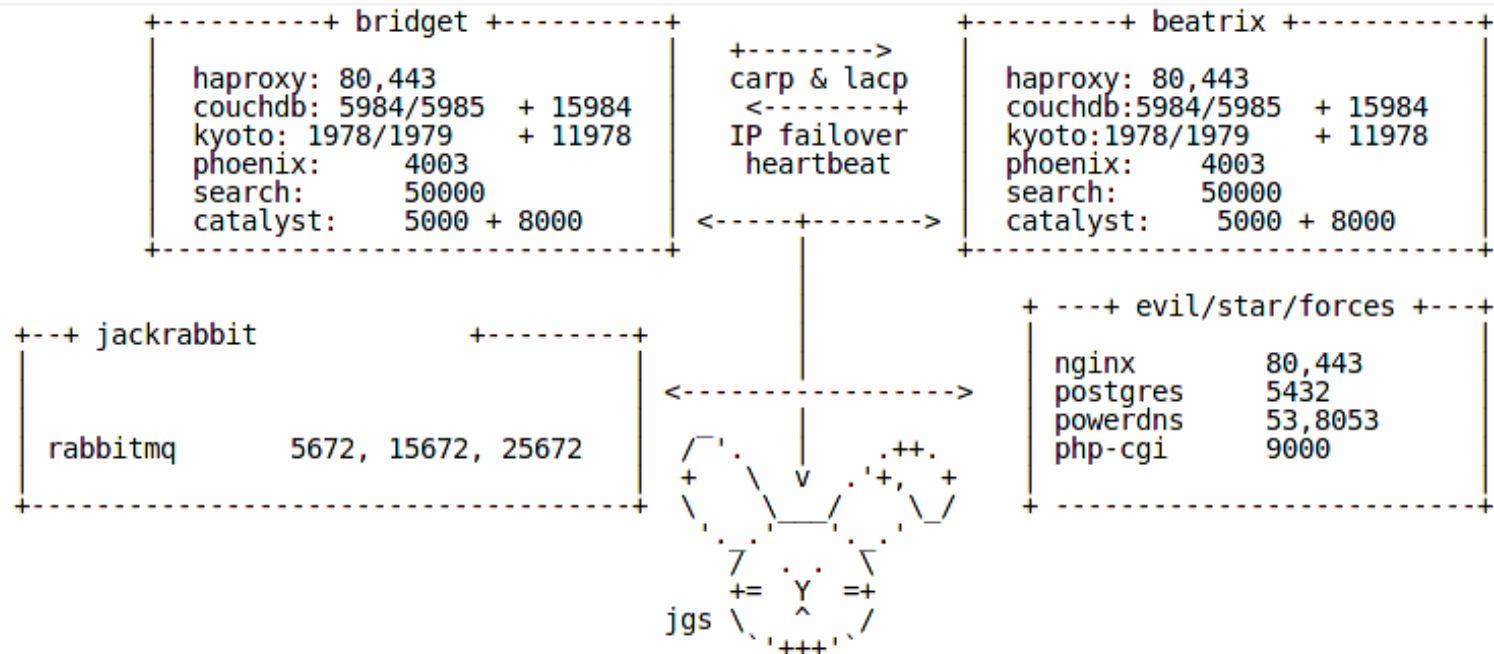 +----------+ bridget +----------+
haproxy: 80,443
couchdb: 5984/5985 + 15984
kyoto: 1978/1979 + 11978
phoenix: 4003
search: 50000
catalyst: 5000 + 8000
+-------->
carp & lacp
<--------+
IP failover
heartbeat
<-----+------->
+---------+ beatrix +-----------+
haproxy: 80,443
couchdb:5984/5985 + 15984
kyoto:1978/1979 + 11978
phoenix: 4003
search: 50000
catalyst: 5000 + 8000
+--+ jackrabbit +---------+
rabbitmq 5672, 15672, 25672
<----------------->
+ ---+ evil/star/forces +---+
nginx 80,443
postgres 5432
powerdns 53,8053
php-cgi 9000
jgs